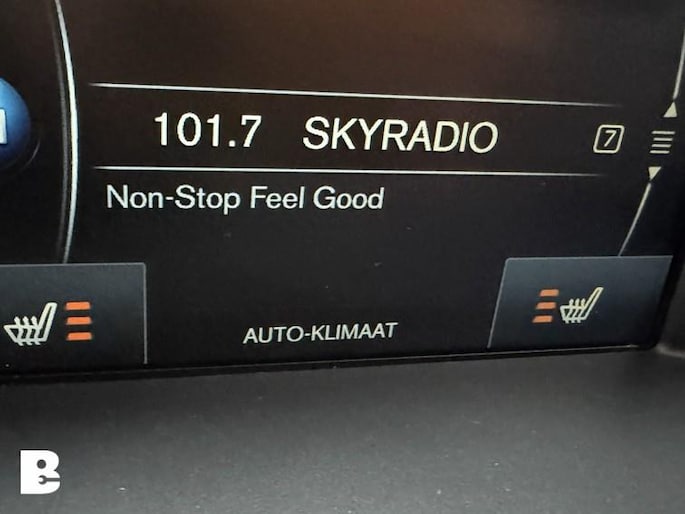 101.7 SKYRADIO 7
Non-Stop Feel Good
AUTO-KLIMAAT
B